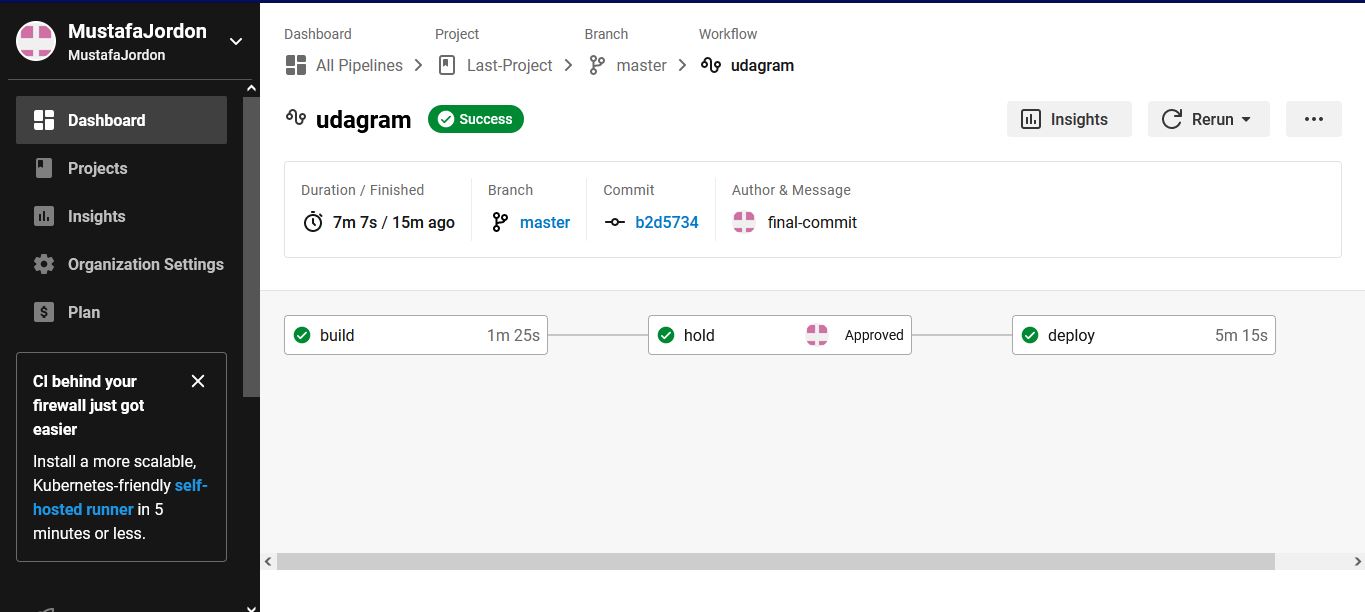 MustafaJordon
MustafaJordon
Dashboard
Projects
Insights
Organization Settings
Plan
CI behind your
firewall just got
easier
Install a more scalable,
Kubernetes-friendly self-
hosted runner in 5
minutes or less.
Dashboard Project Branch Workflow
All Pipelines Last-Project master udagram
udagram Success Insights Rerun
Duration / Finished Branch Commit Author & Message
7m 7s / 15m ago master b2d5734 final-commit
build 1m 25s hold Approved deploy 5m 15s